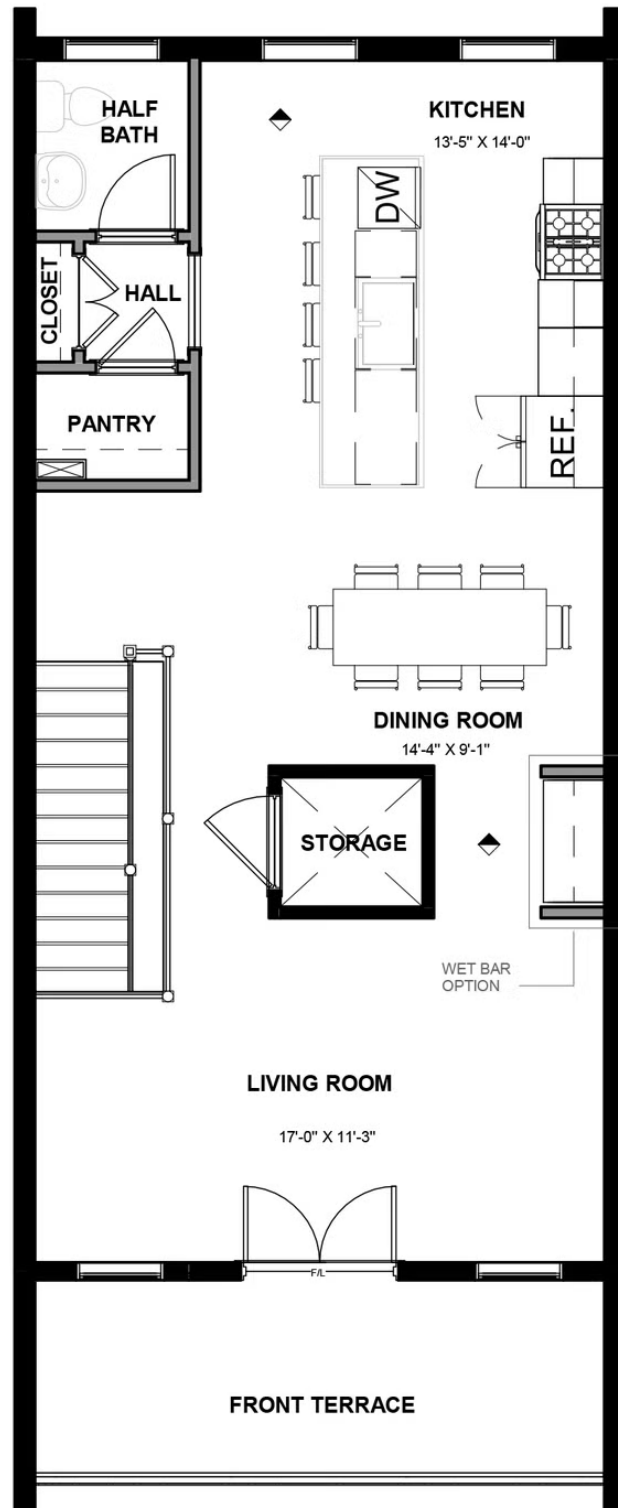 HALF
BATH
KITCHEN
13'-5" X 14'-0"
DW
CLOSET
HALL
PANTRY
REF.
DINING ROOM
14'-4" X 9'-1"
STORAGE
WET BAR
OPTION
LIVING ROOM
17'-0" X 11'-3"
F/L
FRONT TERRACE